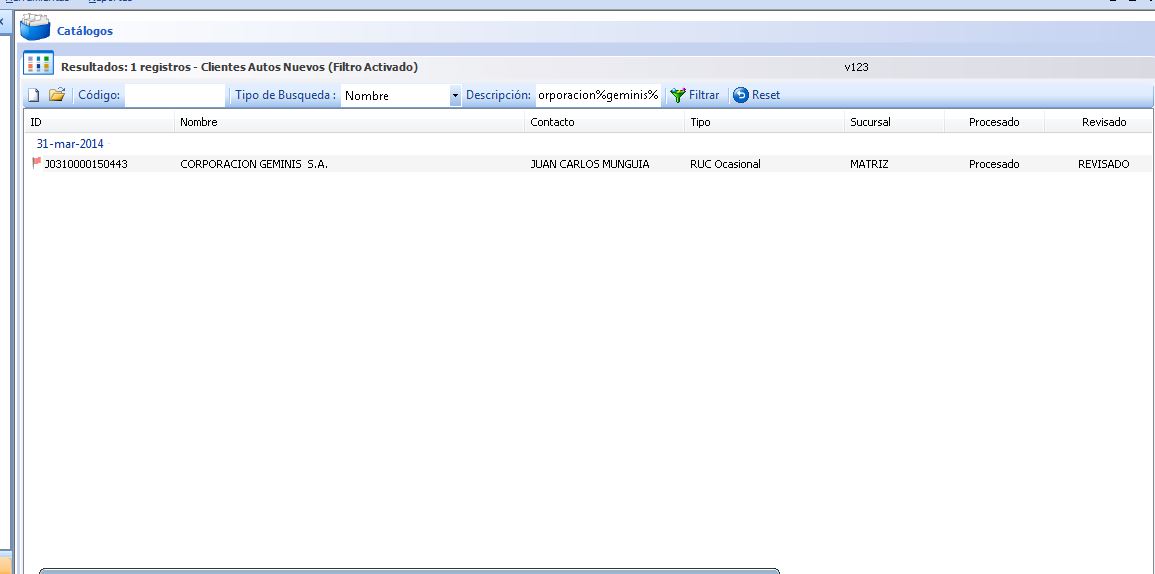 Herramientas Reportes
Catálogos
Resultados: 1 registros - Clientes Autos Nuevos (Filtro Activado) v123
Código: Tipo de Busqueda : Nombre Descripción: orporacion%geminis% Filtrar Reset
ID Nombre Contacto Tipo Sucursal Procesado Revisado
31-mar-2014
J0310000150443 CORPORACION GEMINIS S.A. JUAN CARLOS MUNGUIA RUC Ocasional MATRIZ Procesado REVISADO